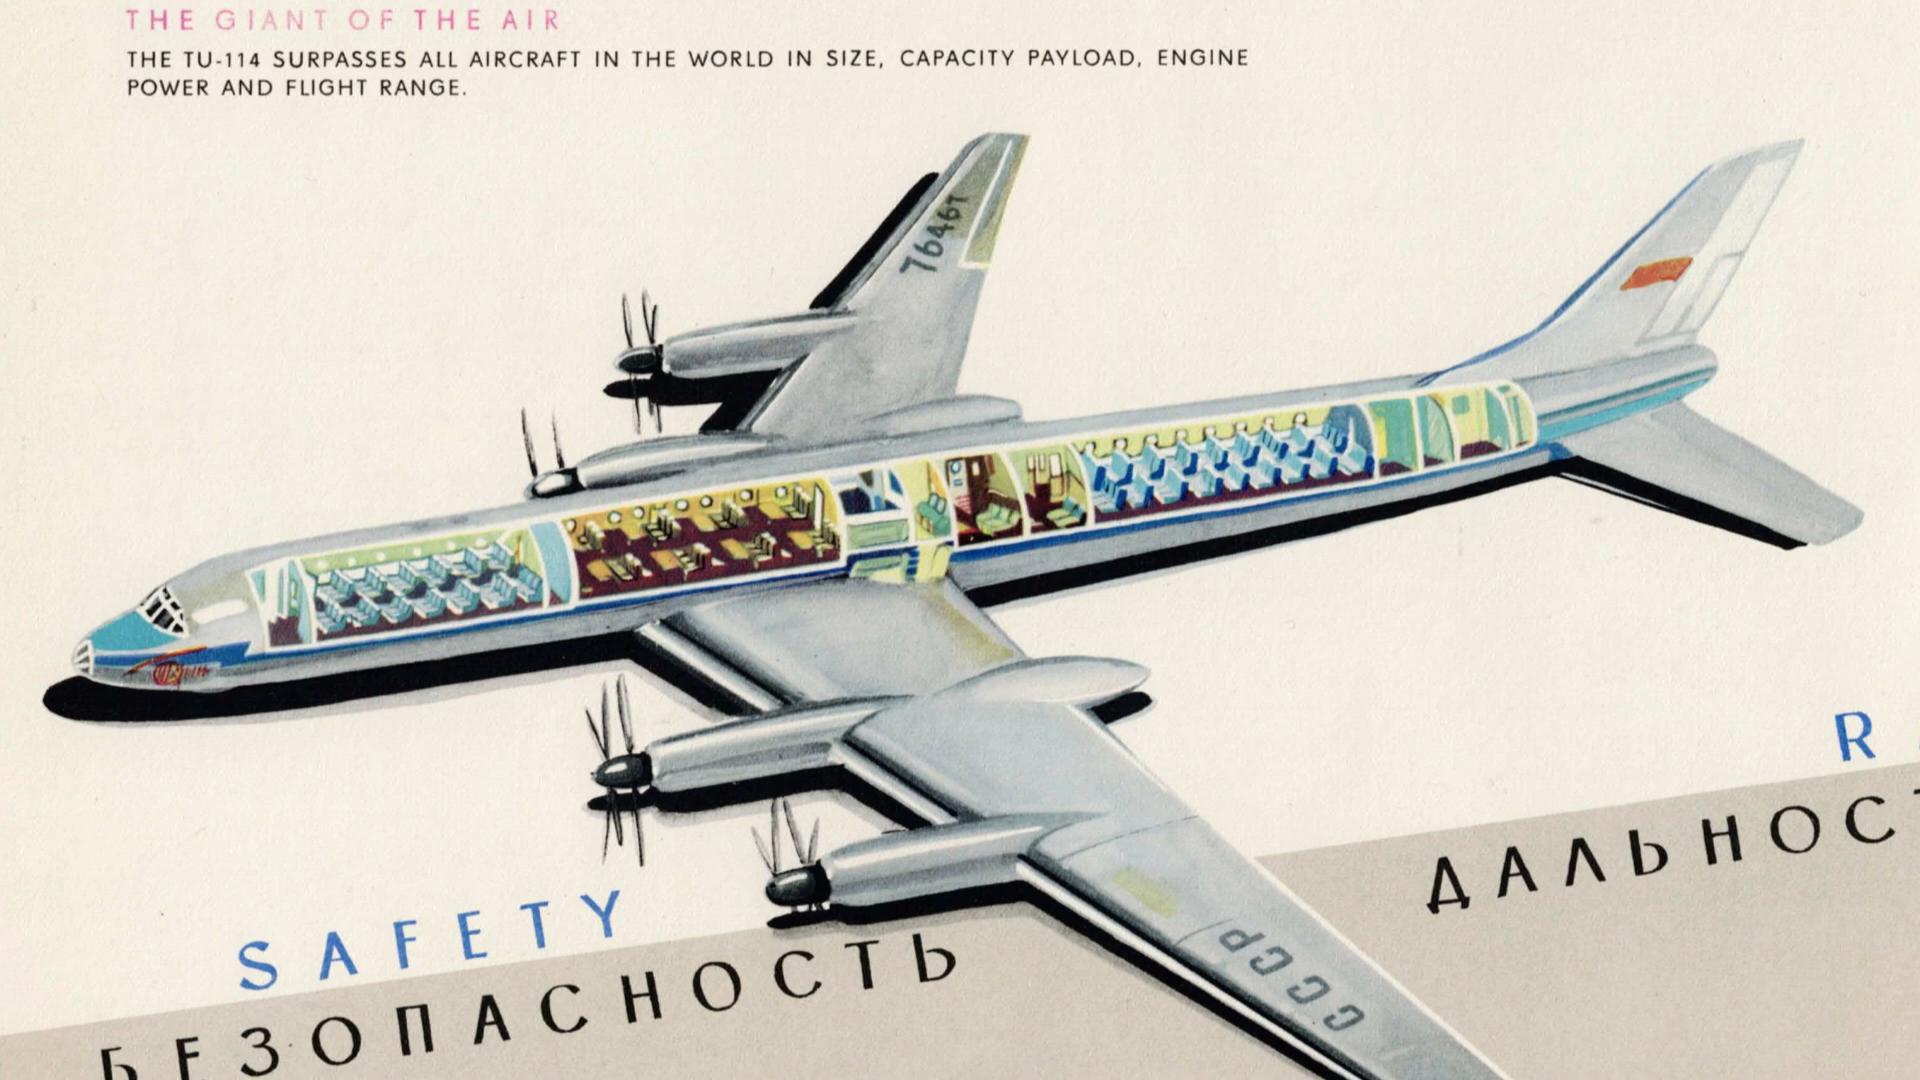 THE GIANT OF THE AIR
THE TU-114 SURPASSES ALL AIRCRAFT IN THE WORLD IN SIZE, CAPACITY PAYLOAD, ENGINE
POWER AND FLIGHT RANGE.
76461
R
ДАЛЬНОСТ
SAFETY
БЕЗОПАСНОСТЬ
СССР